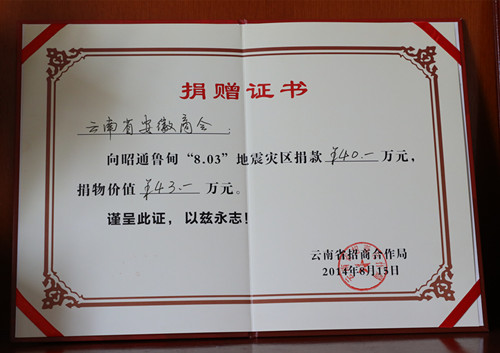 捐赠证书
云南省安徽商会：
向昭通鲁甸“8.03”地震灾区捐款¥40.-万元，
捐物价值¥43.-万元。
谨呈此证，以兹永志！
云南省招商合作局
2014年8月15日